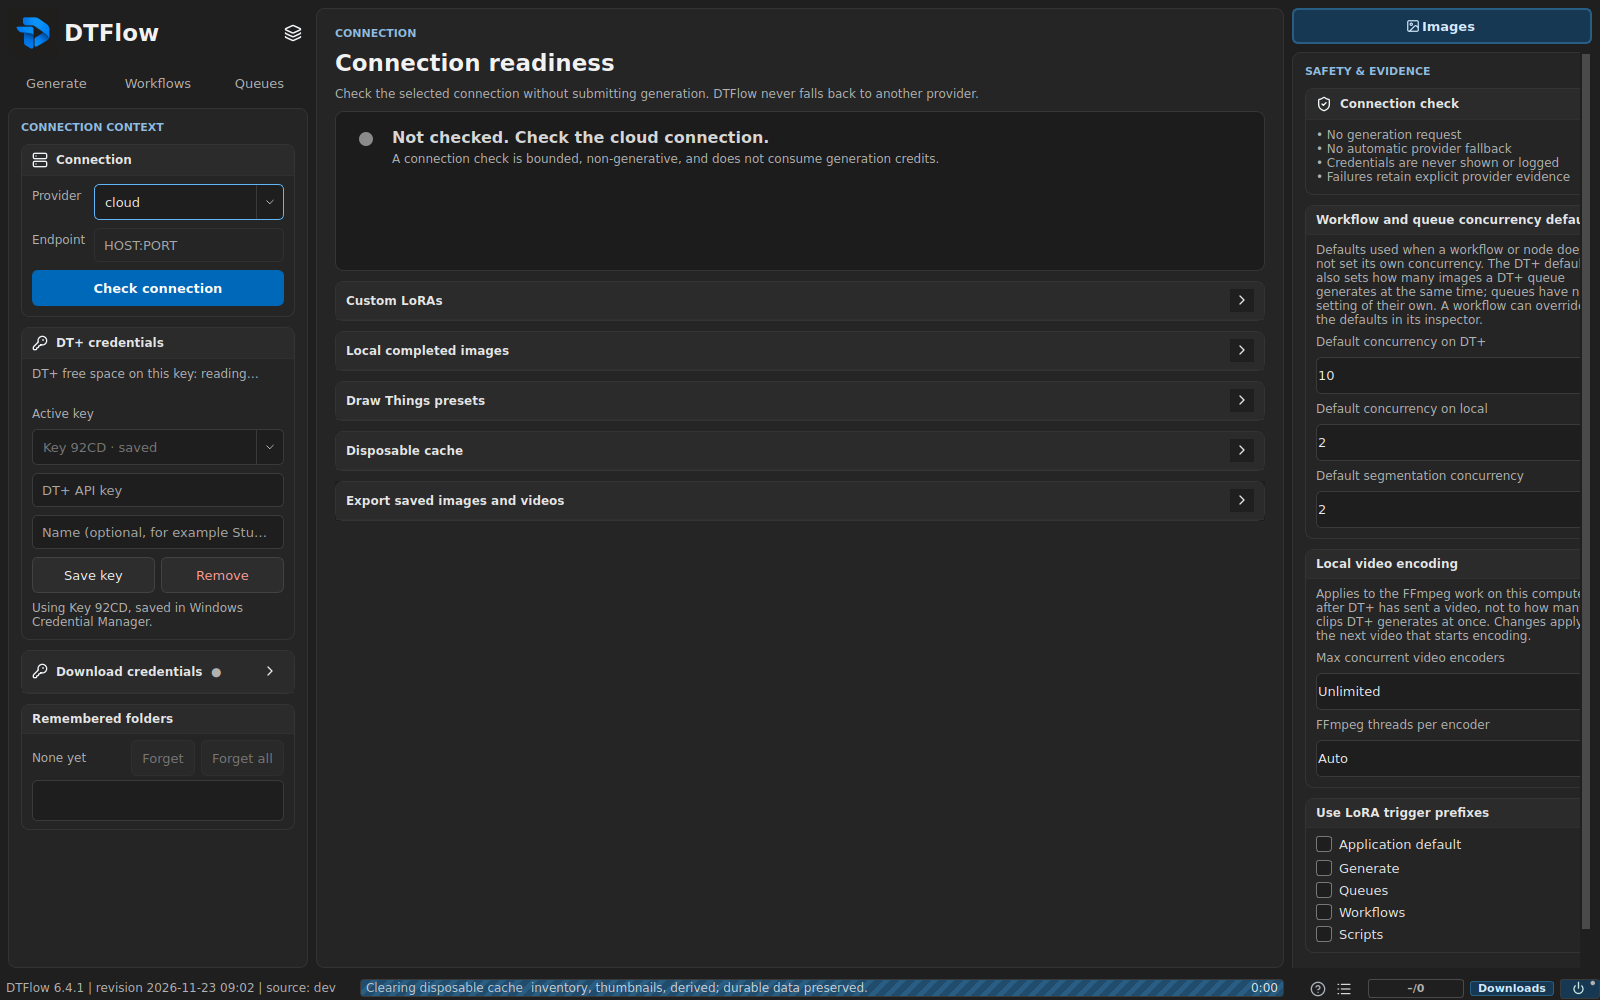 DTFlow
Generate
Workflows
Queues
CONNECTION CONTEXT
Connection
Provider
cloud
Endpoint
HOST:PORT
Check connection
DT+ credentials
DT+ free space on this key: reading...
Active key
Key 92CD · saved
DT+ API key
Name (optional, for example Stu...
Save key
Remove
Using Key 92CD, saved in Windows
Credential Manager.
Download credentials
Remembered folders
None yet
Forget
Forget all
CONNECTION
Connection readiness
Check the selected connection without submitting generation. DTFlow never falls back to another provider.
Not checked. Check the cloud connection.
A connection check is bounded, non-generative, and does not consume generation credits.
Custom LoRAs
Local completed images
Draw Things presets
Disposable cache
Export saved images and videos
Images
SAFETY & EVIDENCE
Connection check
• No generation request
• No automatic provider fallback
• Credentials are never shown or logged
• Failures retain explicit provider evidence
Workflow and queue concurrency defau
Defaults used when a workflow or node doe
not set its own concurrency. The DT+ defaul
also sets how many images a DT+ queue
generates at the same time; queues have n
setting of their own. A workflow can override
the defaults in its inspector.
Default concurrency on DT+
10
Default concurrency on local
2
Default segmentation concurrency
2
Local video encoding
Applies to the FFmpeg work on this compute
after DT+ has sent a video, not to how man
clips DT+ generates at once. Changes apply
the next video that starts encoding.
Max concurrent video encoders
Unlimited
FFmpeg threads per encoder
Auto
Use LoRA trigger prefixes
Application default
Generate
Queues
Workflows
Scripts
DTFlow 6.4.1 | revision 2026-11-23 09:02 | source: dev
Clearing disposable cache  inventory, thumbnails, derived; durable data preserved.
0:00
–/0
Downloads